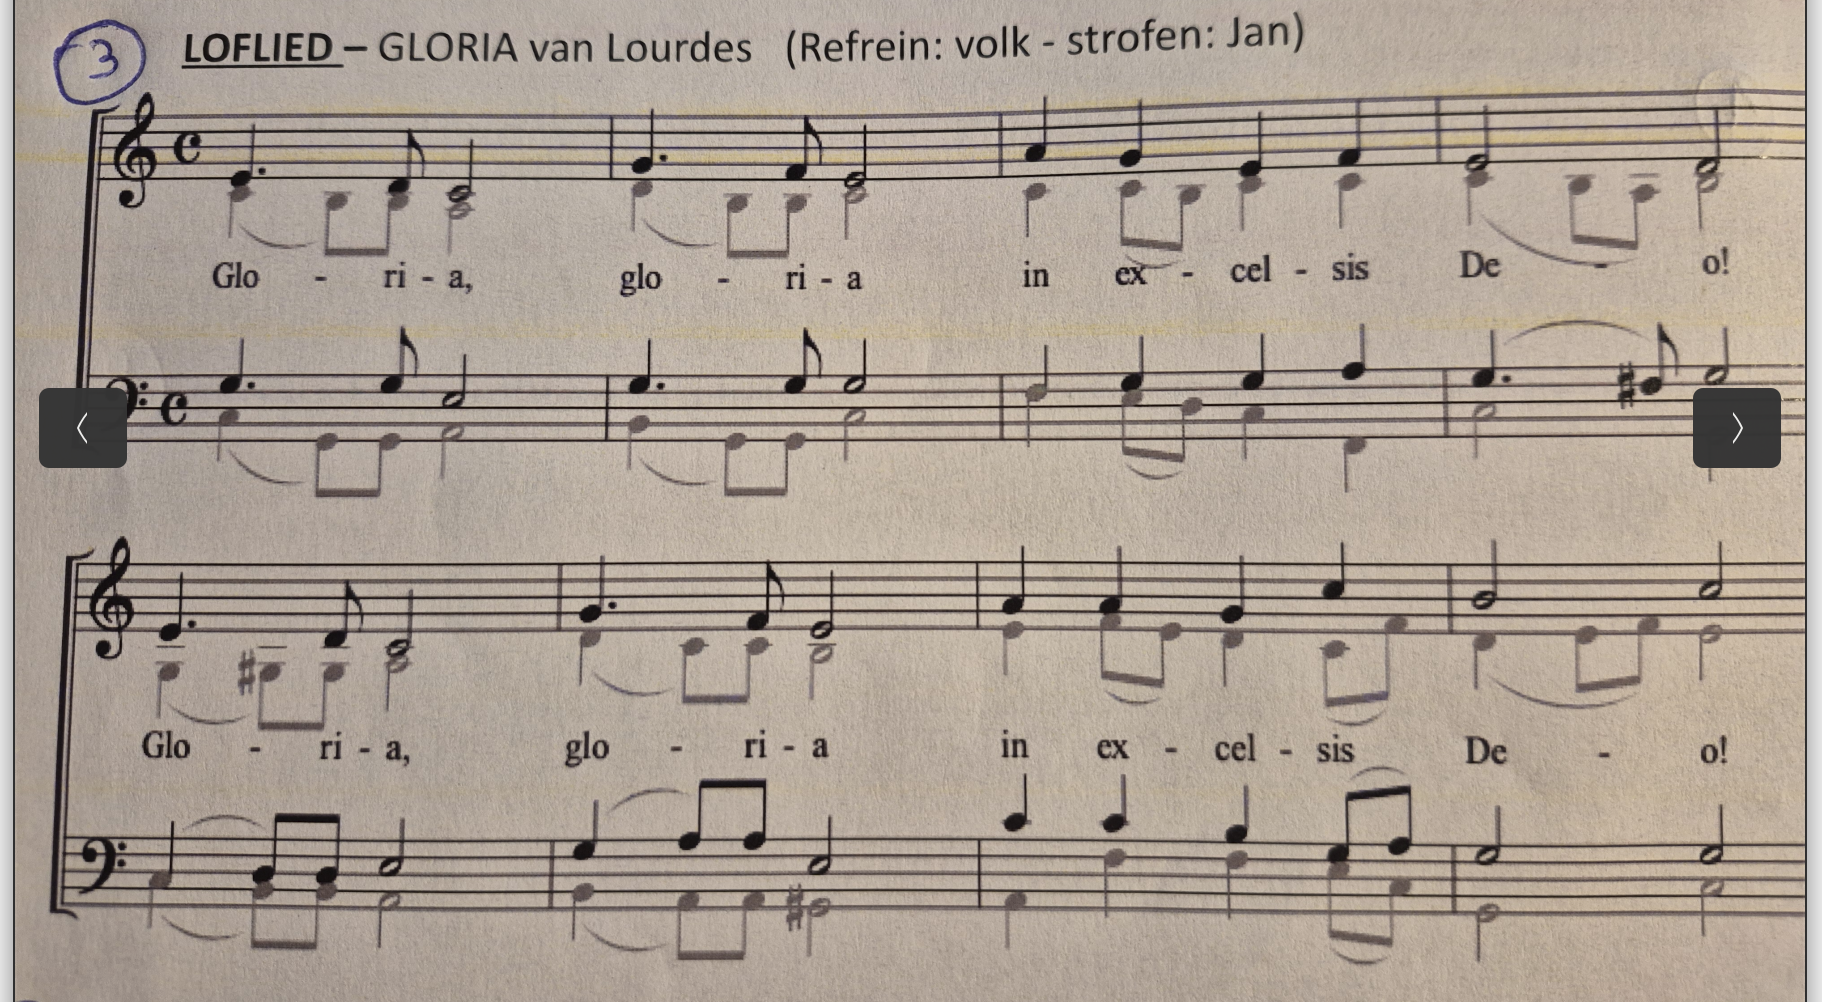 3 LOFLIED – GLORIA van Lourdes (Refrein: volk - strofen: Jan)
Glo - ri - a, glo - ri - a in ex - cel - sis De - o!
Glo - ri - a, glo - ri - a in ex - cel - sis De - o!